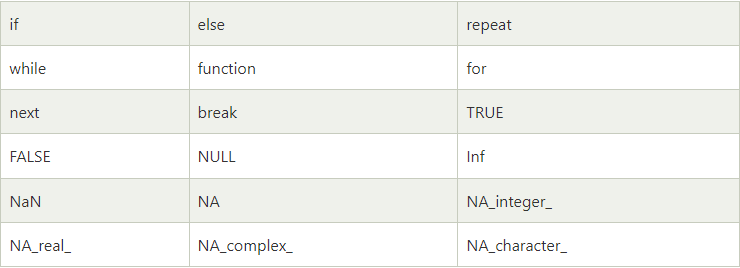 if else repeat
while function for
next break TRUE
FALSE NULL Inf
NaN NA NA_integer_
NA_real_ NA_complex_ NA_character_